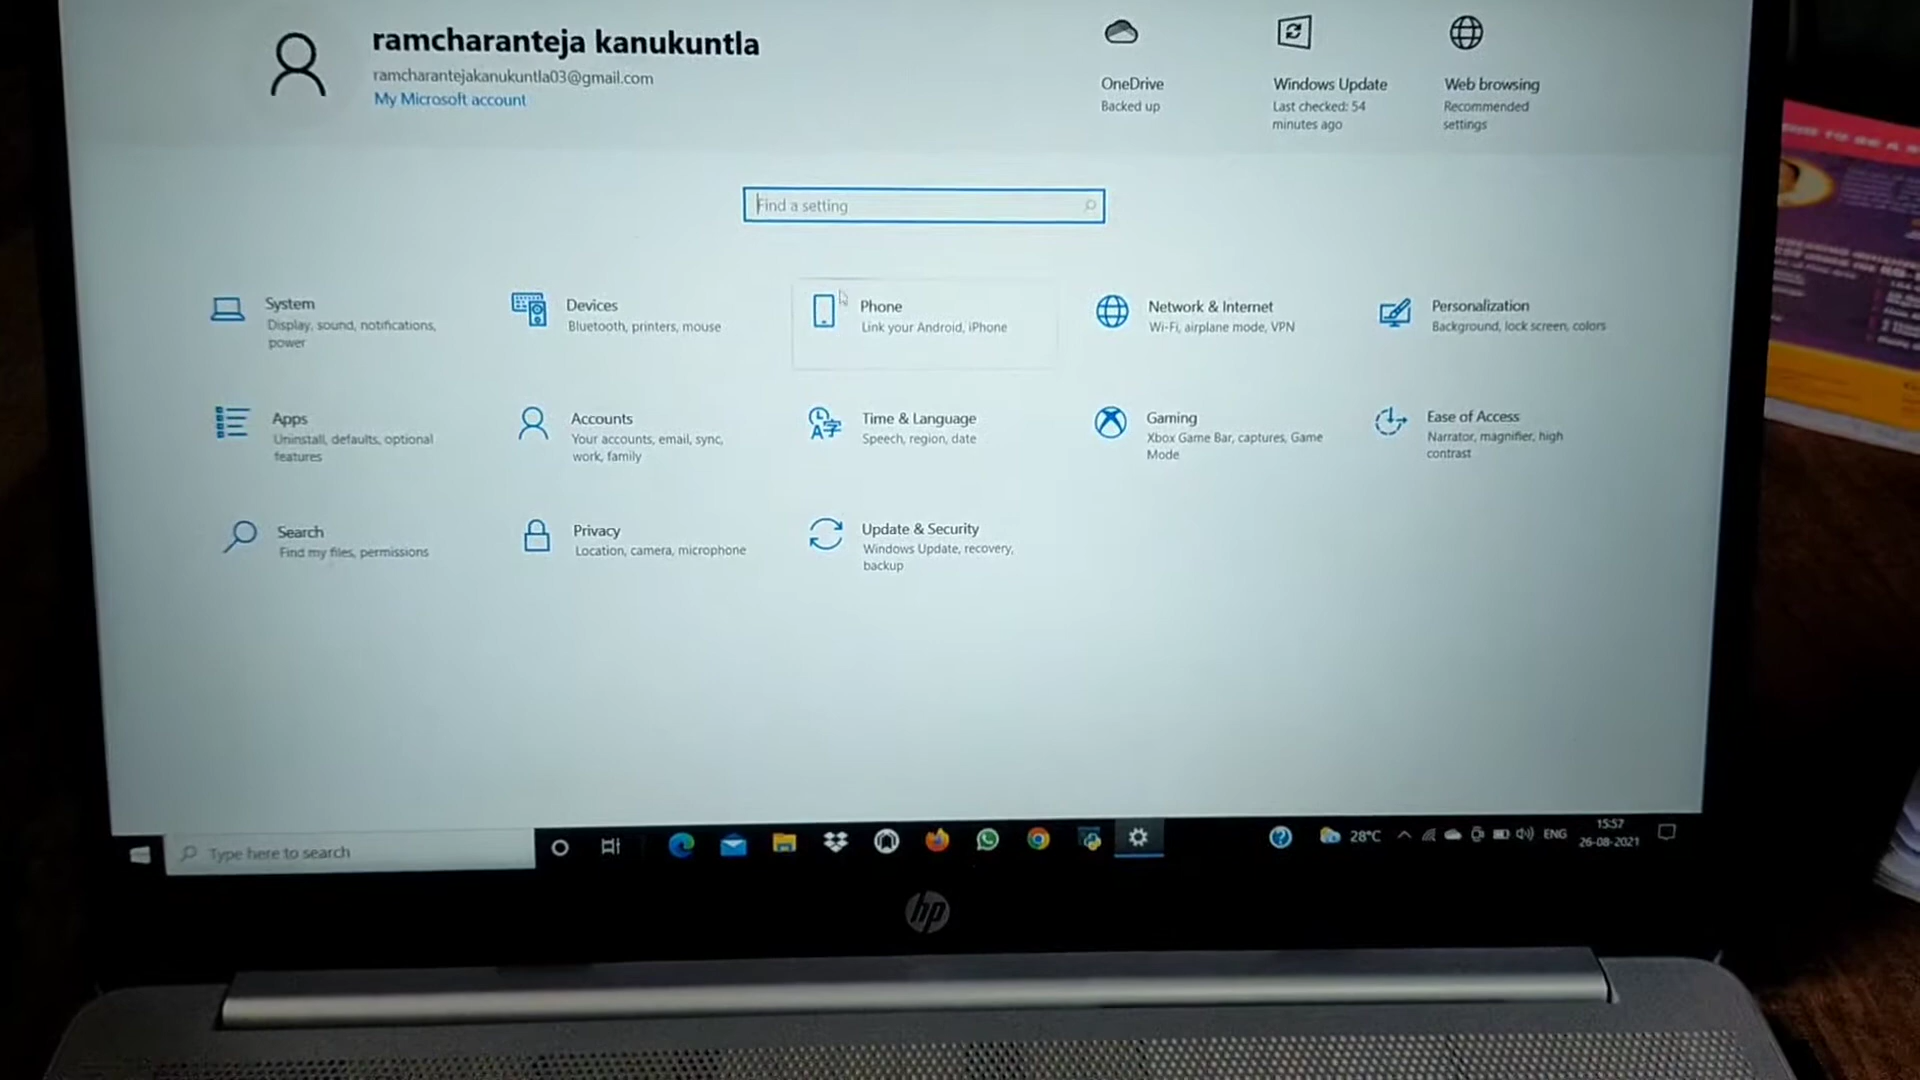 ramcharanteja kanukuntla
ramcharantejakanukuntla03@gmail.com
My Microsoft account
OneDrive
Backed up
Windows Update
Last checked: 54
minutes ago
Web browsing
Recommended
settings
Find a setting
System
Display, sound, notifications,
power
Devices
Bluetooth, printers, mouse
Phone
Link your Android, iPhone
Network & Internet
Wi-Fi, airplane mode, VPN
Personalization
Background, lock screen, colors
Apps
Uninstall, defaults, optional
features
Accounts
Your accounts, email, sync,
work, family
Time & Language
Speech, region, date
Gaming
Xbox Game Bar, captures, Game
Mode
Ease of Access
Narrator, magnifier, high
contrast
Search
Find my files, permissions
Privacy
Location, camera, microphone
Update & Security
Windows Update, recovery,
backup
Type here to search
28°C
ENG
15:57
26-08-2021
hp